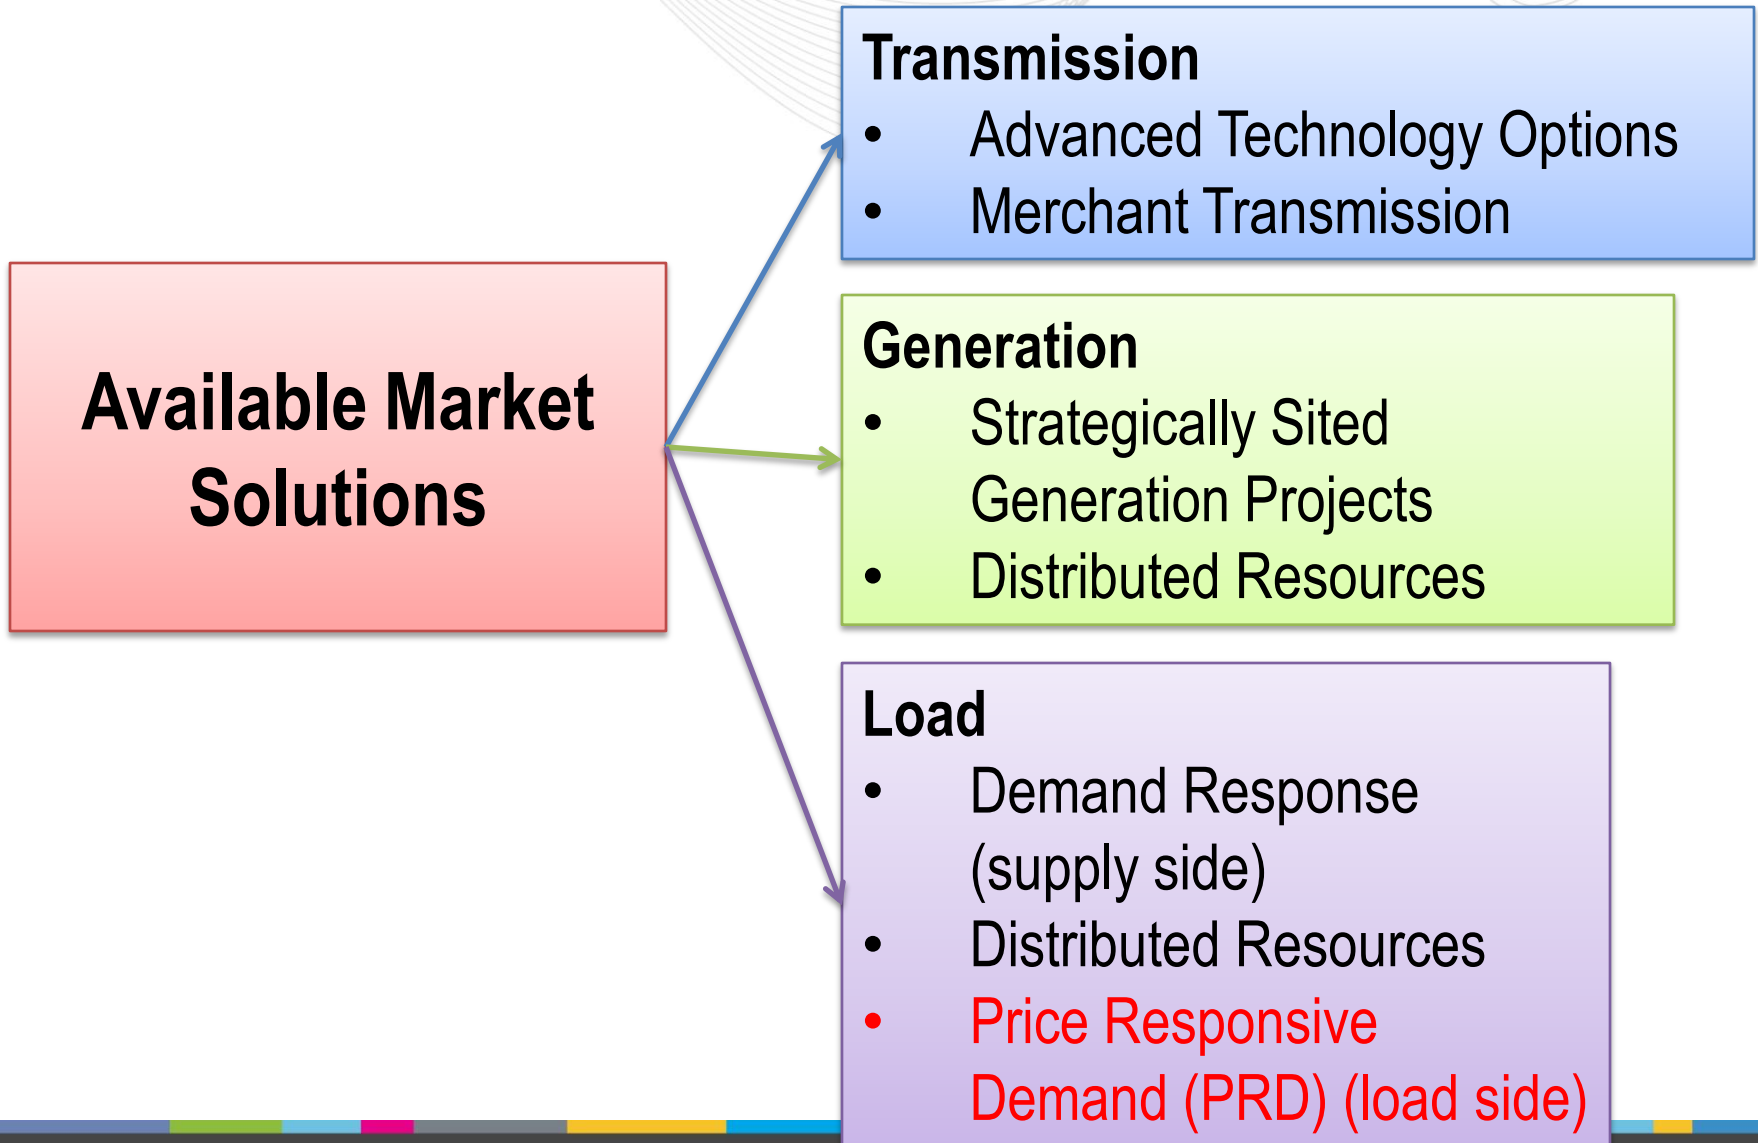 Available Market
Solutions
Transmission
• Advanced Technology Options
• Merchant Transmission
Generation
• Strategically Sited
Generation Projects
• Distributed Resources
Load
• Demand Response
(supply side)
• Distributed Resources
• Price Responsive
Demand (PRD) (load side)